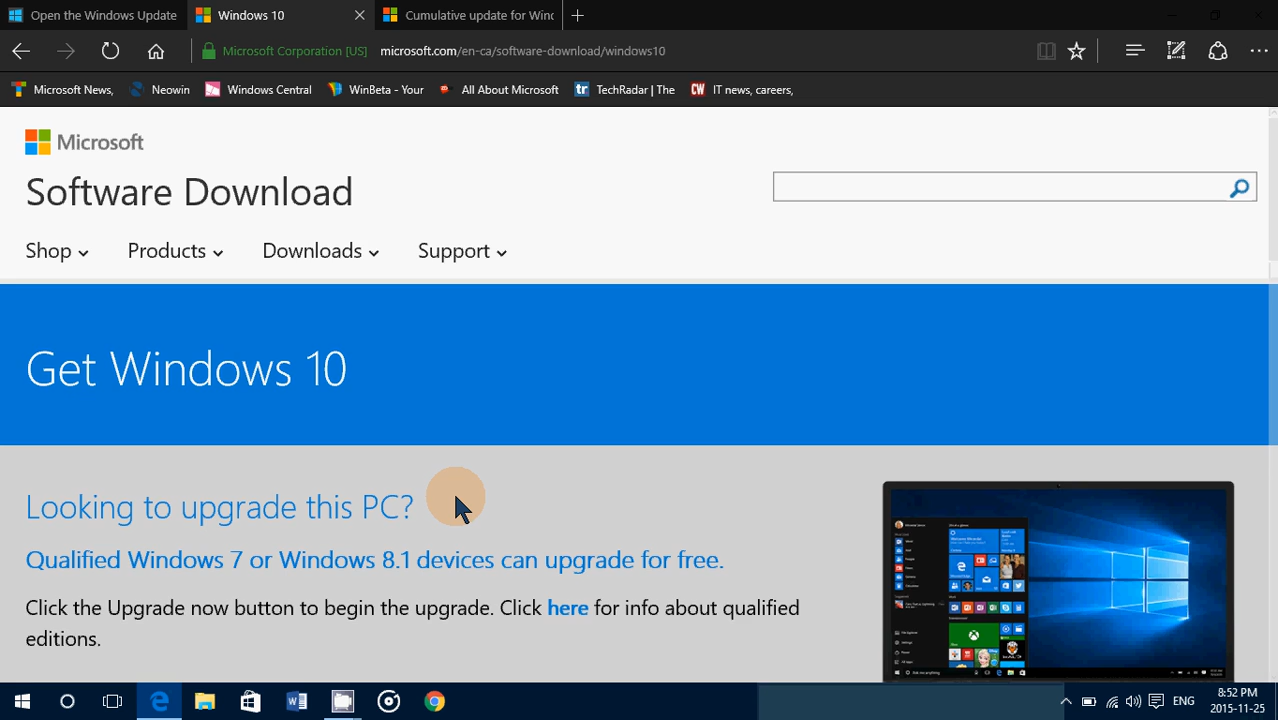 Open the Windows Update
Windows 10
Cumulative update for Winc
Microsoft Corporation [US]
microsoft.com/en-ca/software-download/windows10
Microsoft News,
Neowin
Windows Central
WinBeta - Your
All About Microsoft
tr
TechRadar | The
CW
IT news, careers,
Microsoft
Software Download
Shop
Products
Downloads
Support
Get Windows 10
Looking to upgrade this PC?
Qualified Windows 7 or Windows 8.1 devices can upgrade for free.
Click the Upgrade now button to begin the upgrade. Click here for info about qualified
editions.
ENG
8:52 PM
2015-11-25